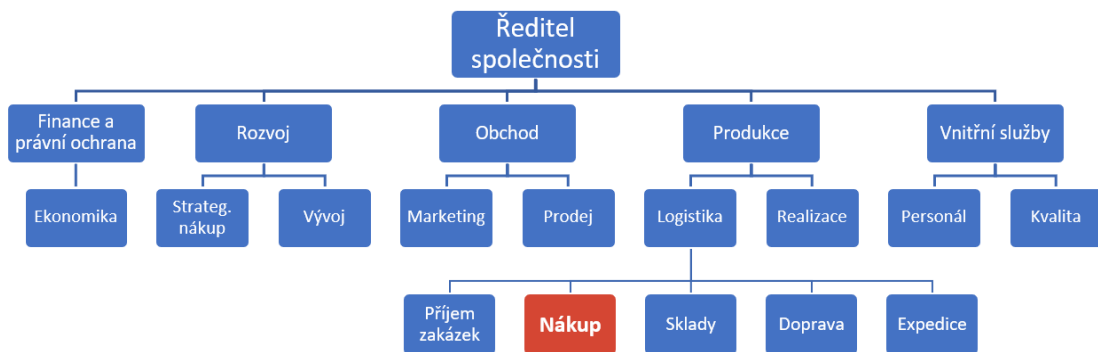 Ředitel
společnosti
Finance a
právní ochrana
Rozvoj
Obchod
Produkce
Vnitřní služby
Ekonomika
Strateg.
nákup
Vývoj
Marketing
Prodej
Logistika
Realizace
Personál
Kvalita
Příjem
zakázek
Nákup
Sklady
Doprava
Expedice